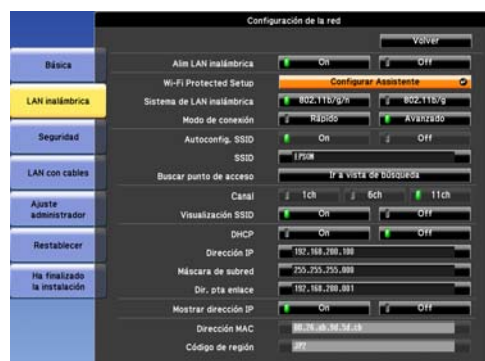 Configuración de la red
Volver
Básica
LAN inalámbrica
Seguridad
LAN con cables
Ajuste
administrador
Restablecer
Ha finalizado
la instalación
Alim LAN inalámbrica On Off
Wi-Fi Protected Setup Configurar Assistente
Sistema de LAN inalámbrica 802.11b/g/n 802.11b/g
Modo de conexión Rápido Avanzado
Autoconfig. SSID On Off
SSID EPSON
Buscar punto de acceso Ir a vista de búsqueda
Canal 1ch 6ch 11ch
Visualización SSID On Off
DHCP On Off
Dirección IP 192.168.200.100
Máscara de subred 255.255.255.000
Dir. pta enlace 192.168.200.001
Mostrar dirección IP On Off
Dirección MAC
Código de región JP2